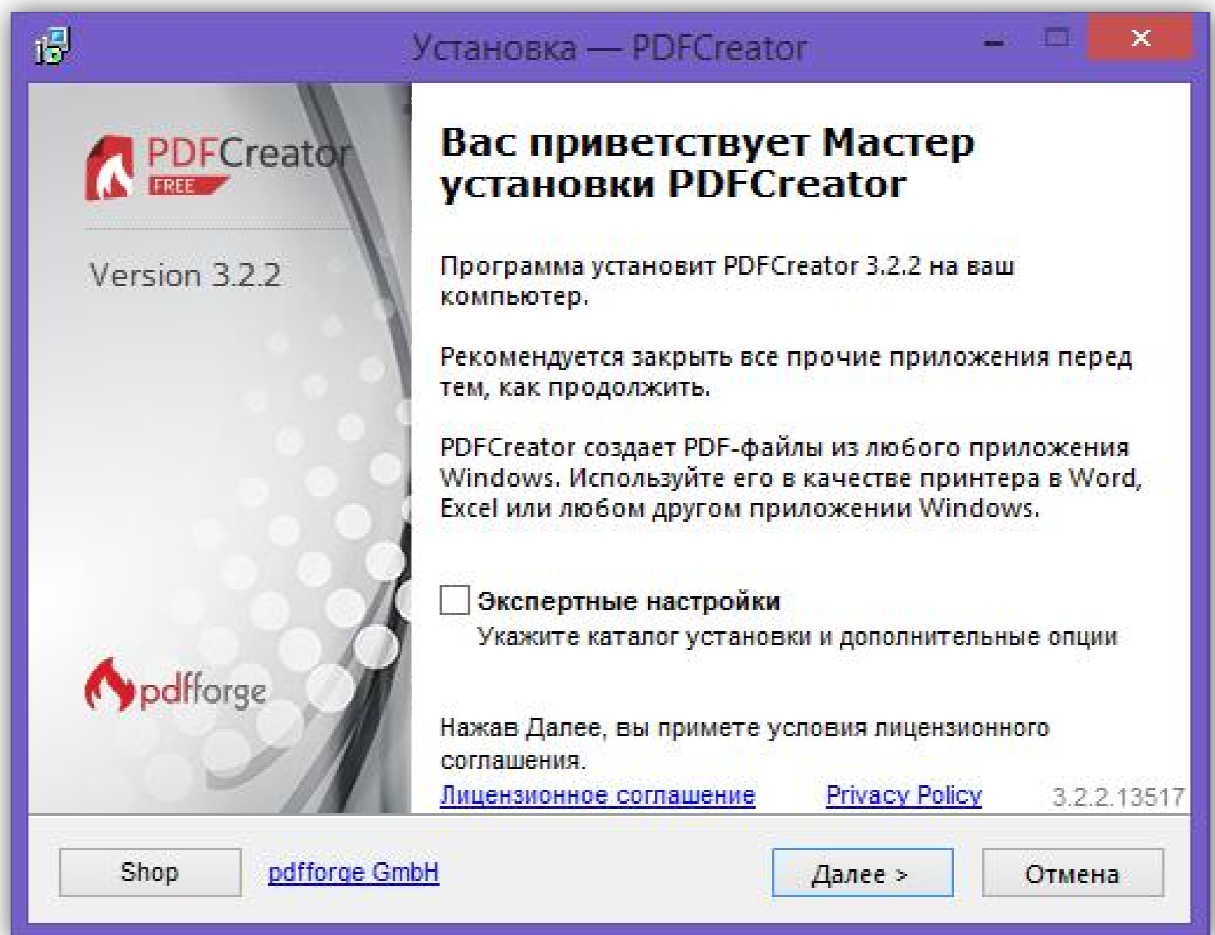 Установка — PDFCreator
PDFCreator
FREE
Version 3.2.2
pdfforge
Вас приветствует Мастер
установки PDFCreator
Программа установит PDFCreator 3.2.2 на ваш
компьютер.
Рекомендуется закрыть все прочие приложения перед
тем, как продолжить.
PDFCreator создает PDF-файлы из любого приложения
Windows. Используйте его в качестве принтера в Word,
Excel или любом другом приложении Windows.
Экспертные настройки
Укажите каталог установки и дополнительные опции
Нажав Далее, вы примете условия лицензионного
соглашения.
Лицензионное соглашение Privacy Policy 3.2.2.13517
Shop pdfforge GmbH Далее > Отмена